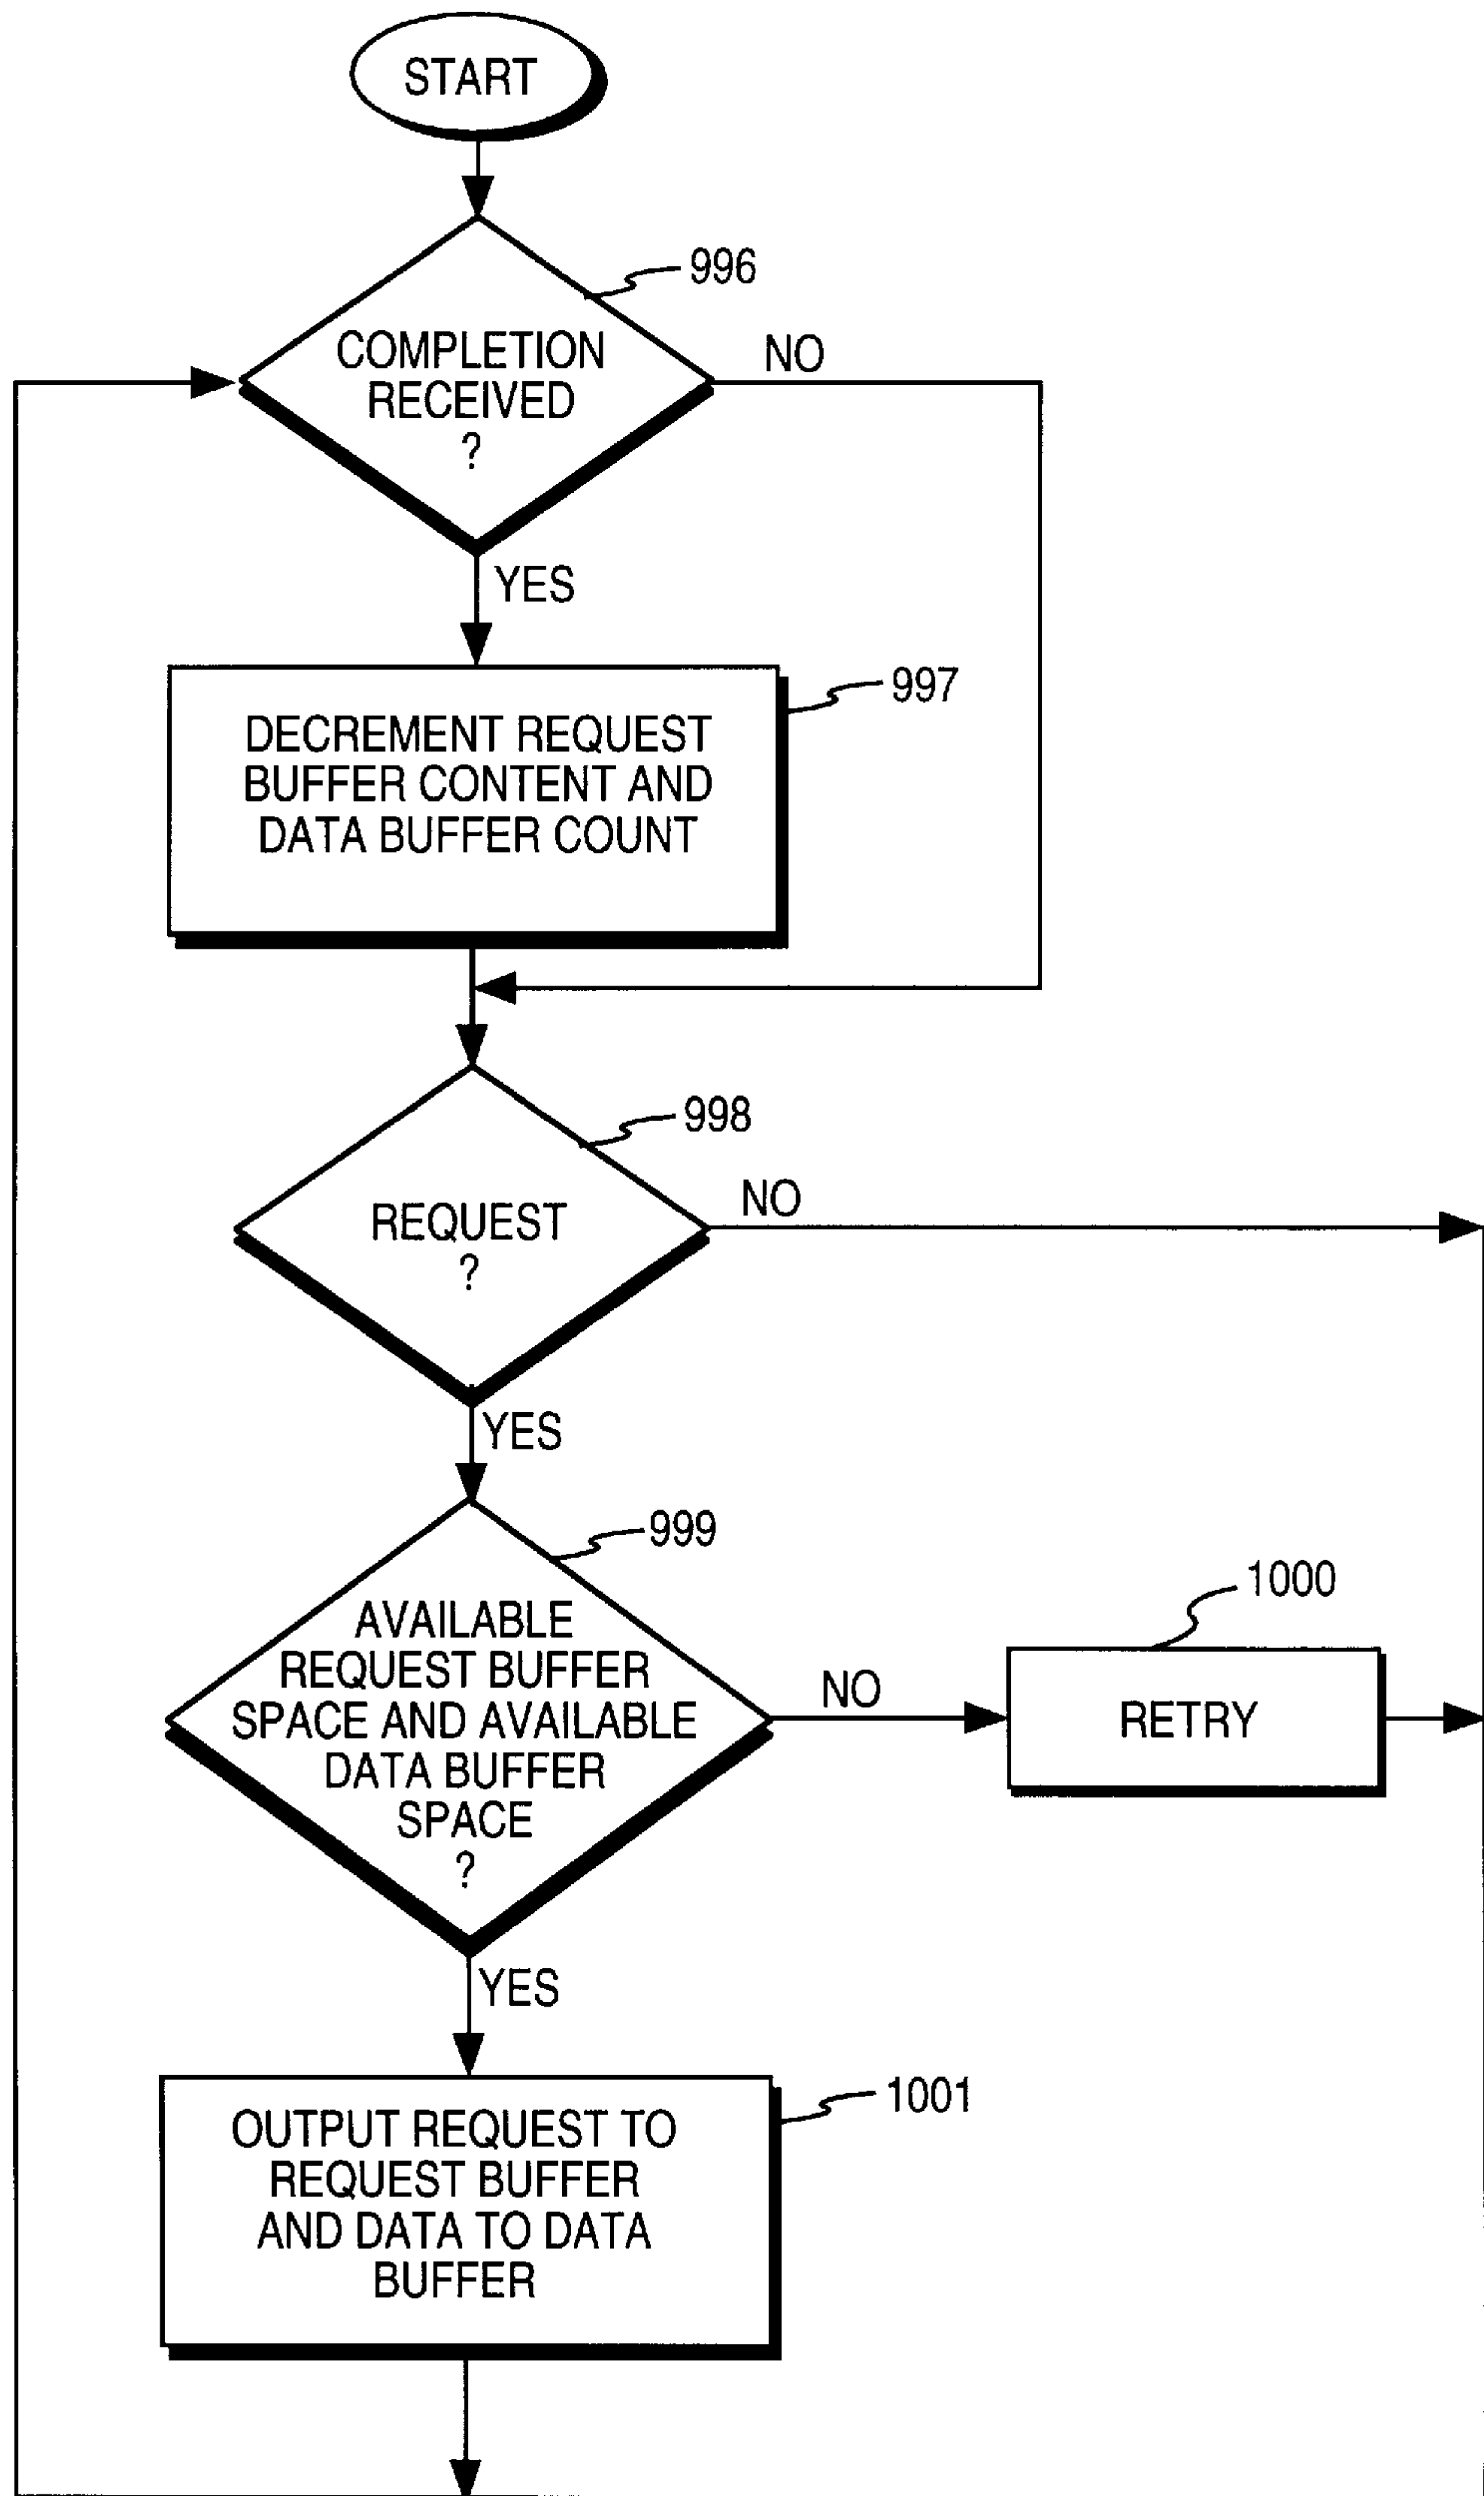 START
996
COMPLETION
RECEIVED
?
NO
YES
997
DECREMENT REQUEST
BUFFER CONTENT AND
DATA BUFFER COUNT
998
REQUEST
?
NO
YES
999
AVAILABLE
REQUEST BUFFER
SPACE AND AVAILABLE
DATA BUFFER
SPACE
?
NO
1000
RETRY
YES
1001
OUTPUT REQUEST TO
REQUEST BUFFER
AND DATA TO DATA
BUFFER